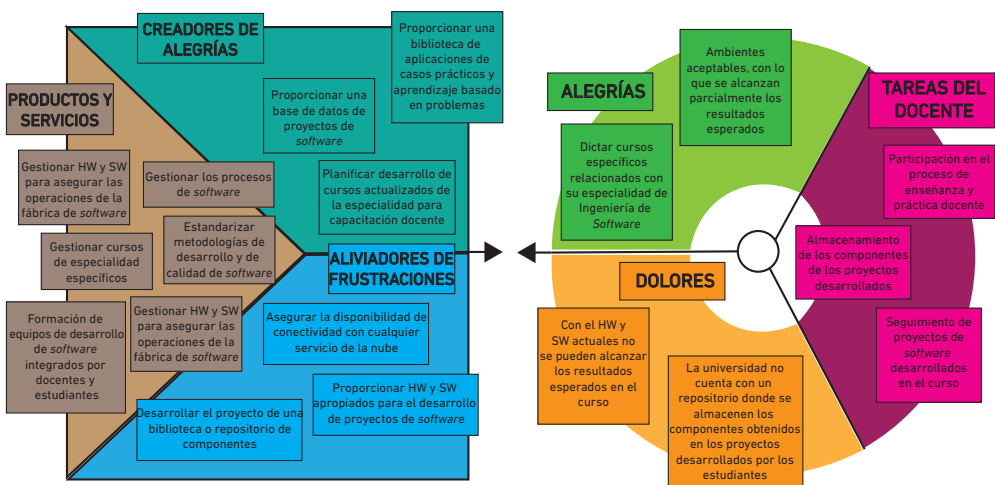 CREADORES DE
ALEGRÍAS
Proporcionar una
biblioteca de
aplicaciones de
casos prácticos y
aprendizaje basado
en problemas
Proporcionar una
base de datos de
proyectos de
software
Planificar desarrollo de
cursos actualizados de
la especialidad para
capacitación docente
PRODUCTOS Y
SERVICIOS
Gestionar HW y SW
para asegurar las
operaciones de la
fábrica de software
Gestionar los procesos
de software
Estandarizar
metodologías de
desarrollo y de
calidad de software
Gestionar cursos
de especialidad
específicos
Formación de
equipos de desarrollo
de software
integrados por
docentes y
estudiantes
Gestionar HW y SW
para asegurar las
operaciones de la
fábrica de software
ALIVIADORES DE
FRUSTRACIONES
Asegurar la disponibilidad de
conectividad con cualquier
servicio de la nube
Proporcionar HW y SW
apropiados para el desarrollo
de proyectos de software
Desarrollar el proyecto de una
biblioteca o repositorio de
componentes
ALEGRÍAS
Ambientes
aceptables, con lo
que se alcanzan
parcialmente los
resultados
esperados
Dictar cursos
específicos
relacionados con
su especialidad de
Ingeniería de
Software
TAREAS DEL
DOCENTE
Participación en el
proceso de
enseñanza y
práctica docente
Almacenamiento
de los componentes
de los proyectos
desarrollados
Seguimiento de
proyectos de
software
desarrollados
en el curso
DOLORES
Con el HW y
SW actuales no
se pueden alcanzar
los resultados
esperados en el
curso
La universidad no
cuenta con un
repositorio donde se
almacenen los
componentes obtenidos
en los proyectos
desarrollados por los
estudiantes